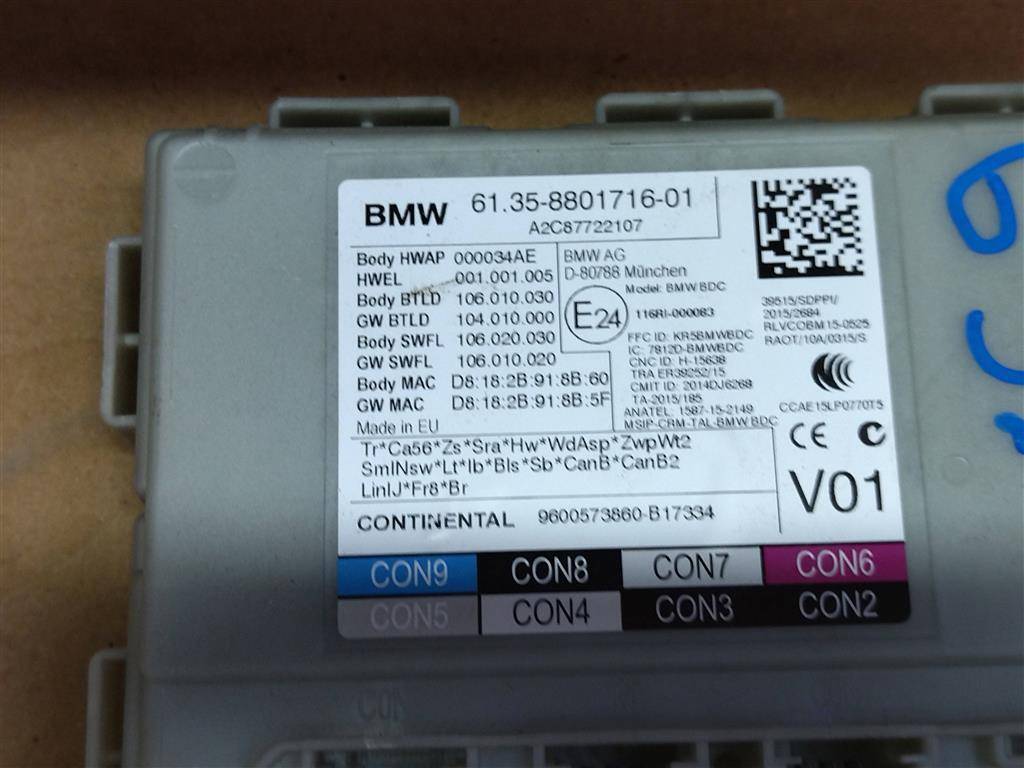 BMW 61.35-8801716-01
A2C87722107
Body HWAP 000034AE
HWEL 001.001.005
Body BTLD 106.010.030
GW BTLD 104.010.000
Body SWFL 106.020.030
GW SWFL 106.010.020
Body MAC D8:18:2B:91:8B:60
GW MAC D8:18:2B:91:8B:5F
Made in EU
BMW AG
D-80788 München
Model: BMW BDC
E24
116RI-000083
FFC ID: KR5BMWBDC
IC: 7812D-BMWBDC
CNC ID: H-15638
TRA ER39252/15
CMIT ID: 2014DJ6268
TA-2015/185
ANATEL: 1587-15-2149
MSIP-CRM-TAL-BMW BDC
39515/SDPPI/
2015/2684
RLVCOBM15-0525
RAOT/10A/0315/S
CCAE15LP0770T5
CE
V01
Tr*Ca56*Zs*Sra*Hw*WdAsp*ZwpWt2
SmlNsw*Lt*Ib*Bls*Sb*CanB*CanB2
LinIJ*Fr8*Br
CONTINENTAL 9600573860-B17334
CON9 CON8 CON7 CON6
CON5 CON4 CON3 CON2